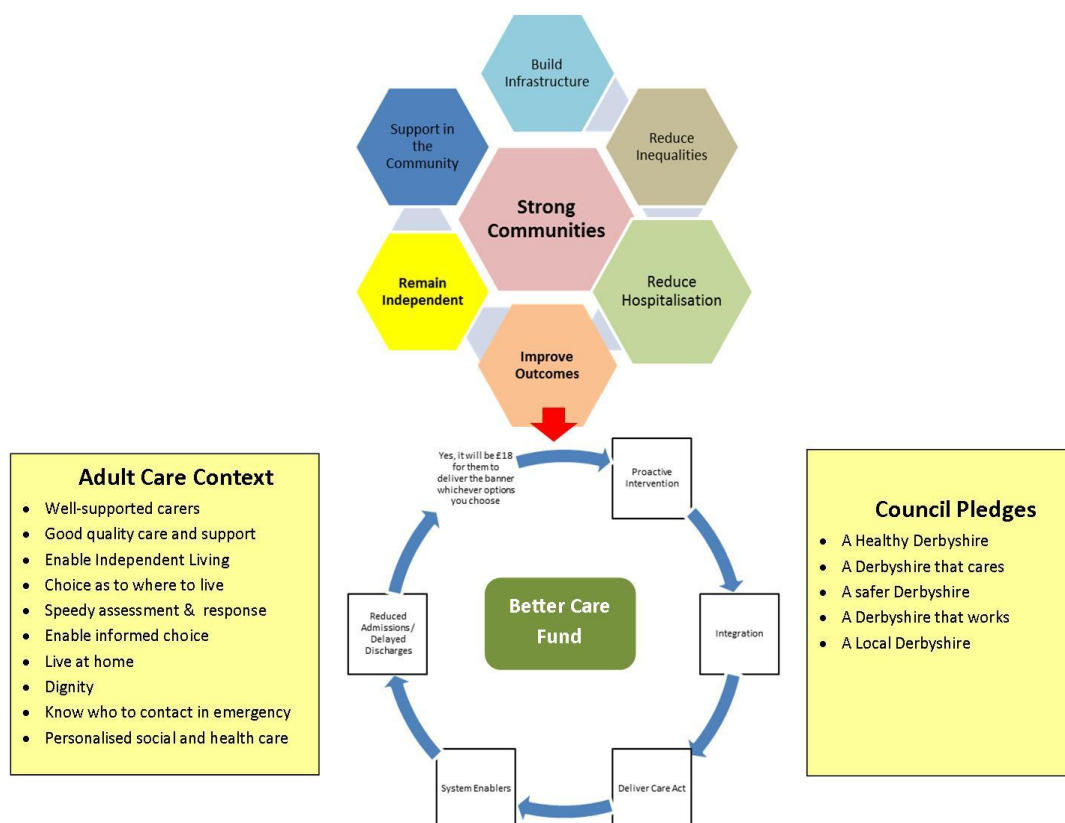 Build
Infrastructure
Support in
the
Community
Reduce
Inequalities
Strong
Communities
Remain
Independent
Reduce
Hospitalisation
Improve
Outcomes
Adult Care Context
• Well-supported carers
• Good quality care and support
• Enable Independent Living
• Choice as to where to live
• Speedy assessment & response
• Enable informed choice
• Live at home
• Dignity
• Know who to contact in emergency
• Personalised social and health care
Yes, it will be £18
for them to
deliver the banner
whichever options
you choose
Proactive
Intervention
Reduced
Admissions/
Delayed
Discharges
Better Care
Fund
Integration
System Enablers
Deliver Care Act
Council Pledges
• A Healthy Derbyshire
• A Derbyshire that cares
• A safer Derbyshire
• A Derbyshire that works
• A Local Derbyshire